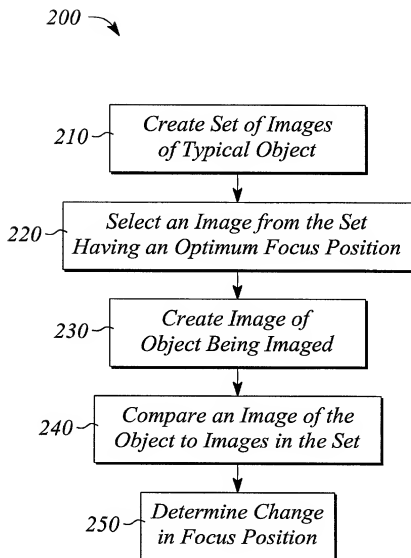 200
210
Create Set of Images
of Typical Object
220
Select an Image from the Set
Having an Optimum Focus Position
230
Create Image of
Object Being Imaged
240
Compare an Image of the
Object to Images in the Set
250
Determine Change
in Focus Position